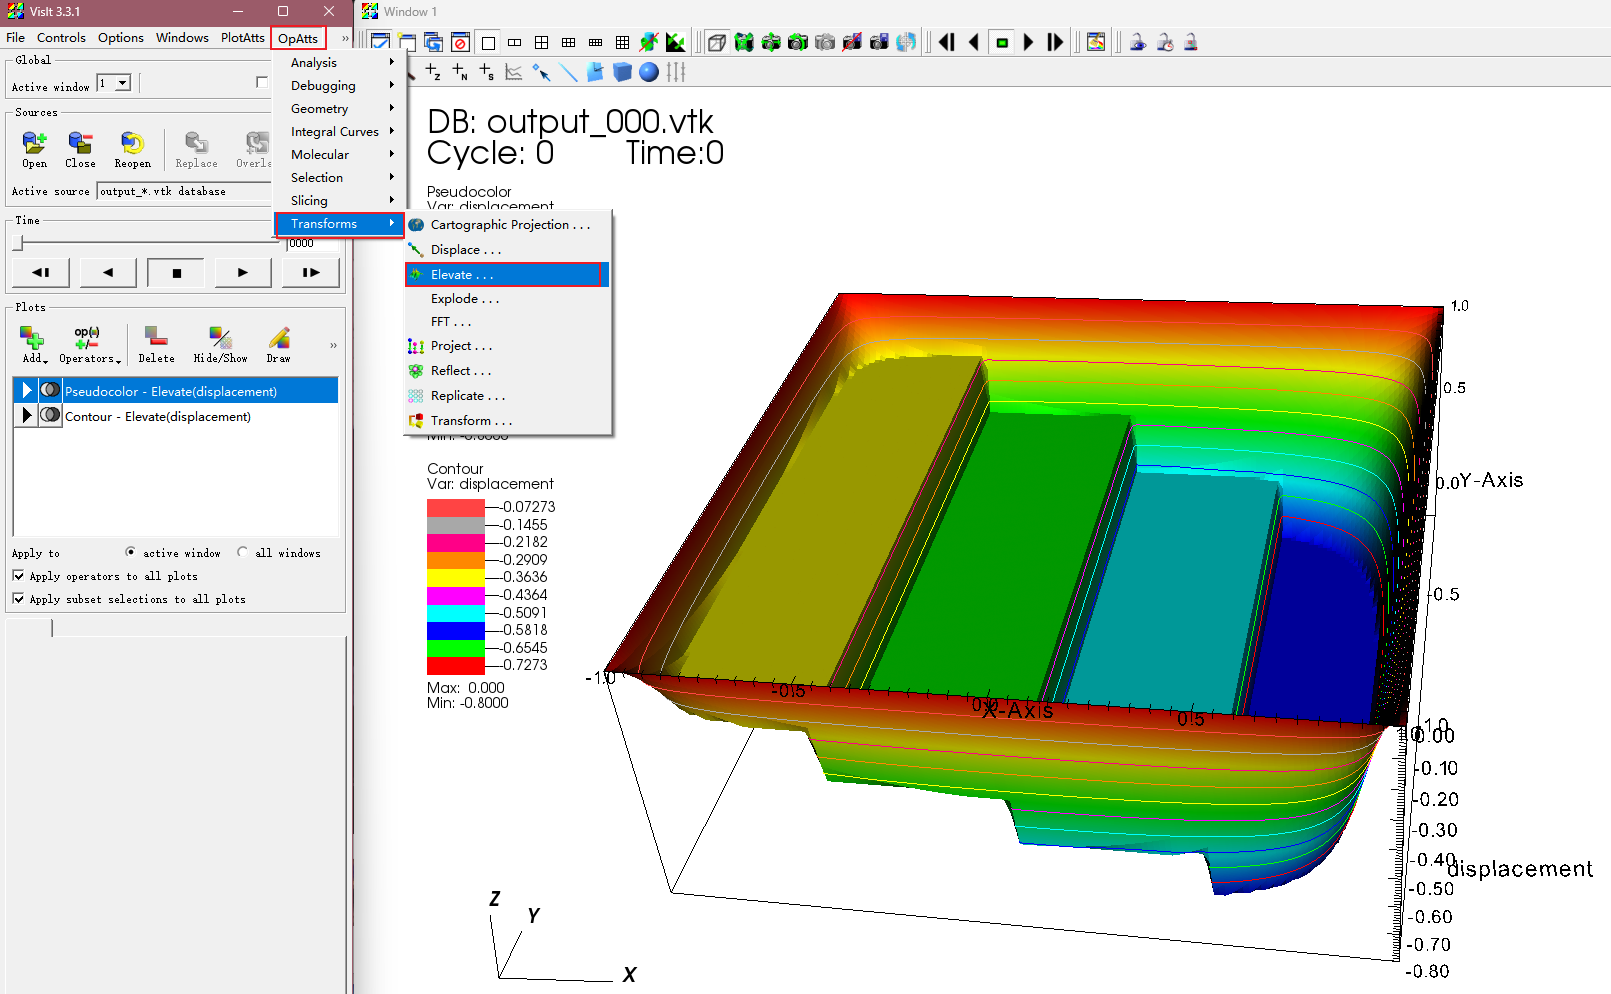 VisIt 3.3.1
Window 1
File Controls Options Windows PlotAtts OpAtts »
Global
Active window 1
Sources
Open Close Reopen Replace Overla
Active source output_*.vtk database
Time
0000
Plots
Add Operators Delete Hide/Show Draw »
op(÷)
Pseudocolor - Elevate(displacement)
Contour - Elevate(displacement)
Apply to active window all windows
Apply operators to all plots
Apply subset selections to all plots
Analysis
Debugging
Geometry
Integral Curves
Molecular
Selection
Slicing
Transforms
Cartographic Projection . . .
Displace . . .
Elevate . . .
Explode . . .
FFT . . .
Project . . .
Reflect . . .
Replicate . . .
Transform . . .
Z N S
DB: output_000.vtk
Cycle: 0 Time:0
Pseudocolor
Var: displacement
Min: -0.8000
Contour
Var: displacement
-0.07273
-0.1455
-0.2182
-0.2909
-0.3636
-0.4364
-0.5091
-0.5818
-0.6545
-0.7273
Max: 0.000
Min: -0.8000
1.0
0.5
0.0 Y-Axis
-0.5
-1.0
-1.0
-0.5
0.0
X-Axis
0.5
1.0
0.00
-0.10
-0.20
-0.30
-0.40
displacement
-0.50
-0.60
-0.70
-0.80
Z
Y
X